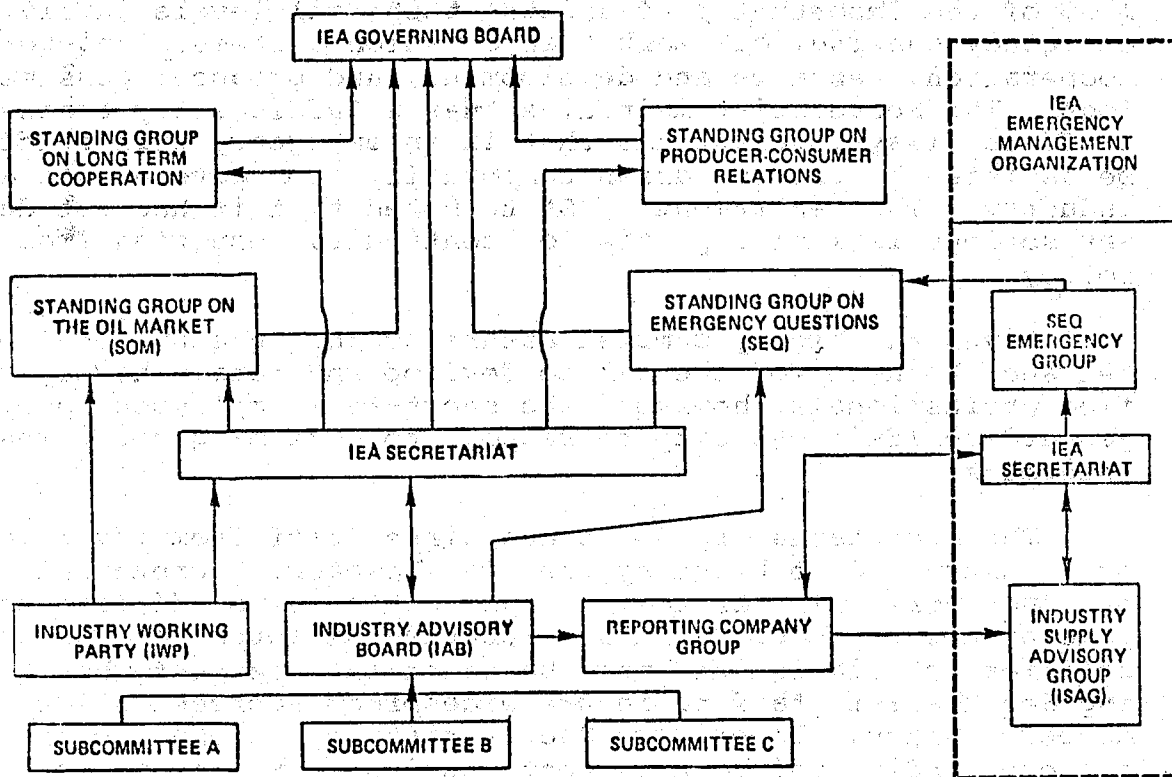 IEA GOVERNING BOARD
STANDING GROUP
ON LONG TERM
COOPERATION
STANDING GROUP ON
PRODUCER-CONSUMER
RELATIONS
IEA
EMERGENCY
MANAGEMENT
ORGANIZATION
STANDING GROUP ON
THE OIL MARKET
(SOM)
STANDING GROUP ON
EMERGENCY QUESTIONS
(SEQ)
SEQ
EMERGENCY
GROUP
IEA SECRETARIAT
IEA
SECRETARIAT
INDUSTRY WORKING
PARTY (IWP)
INDUSTRY ADVISORY
BOARD (IAB)
REPORTING COMPANY
GROUP
INDUSTRY
SUPPLY
ADVISORY
GROUP
(ISAG)
SUBCOMMITTEE A
SUBCOMMITTEE B
SUBCOMMITTEE C